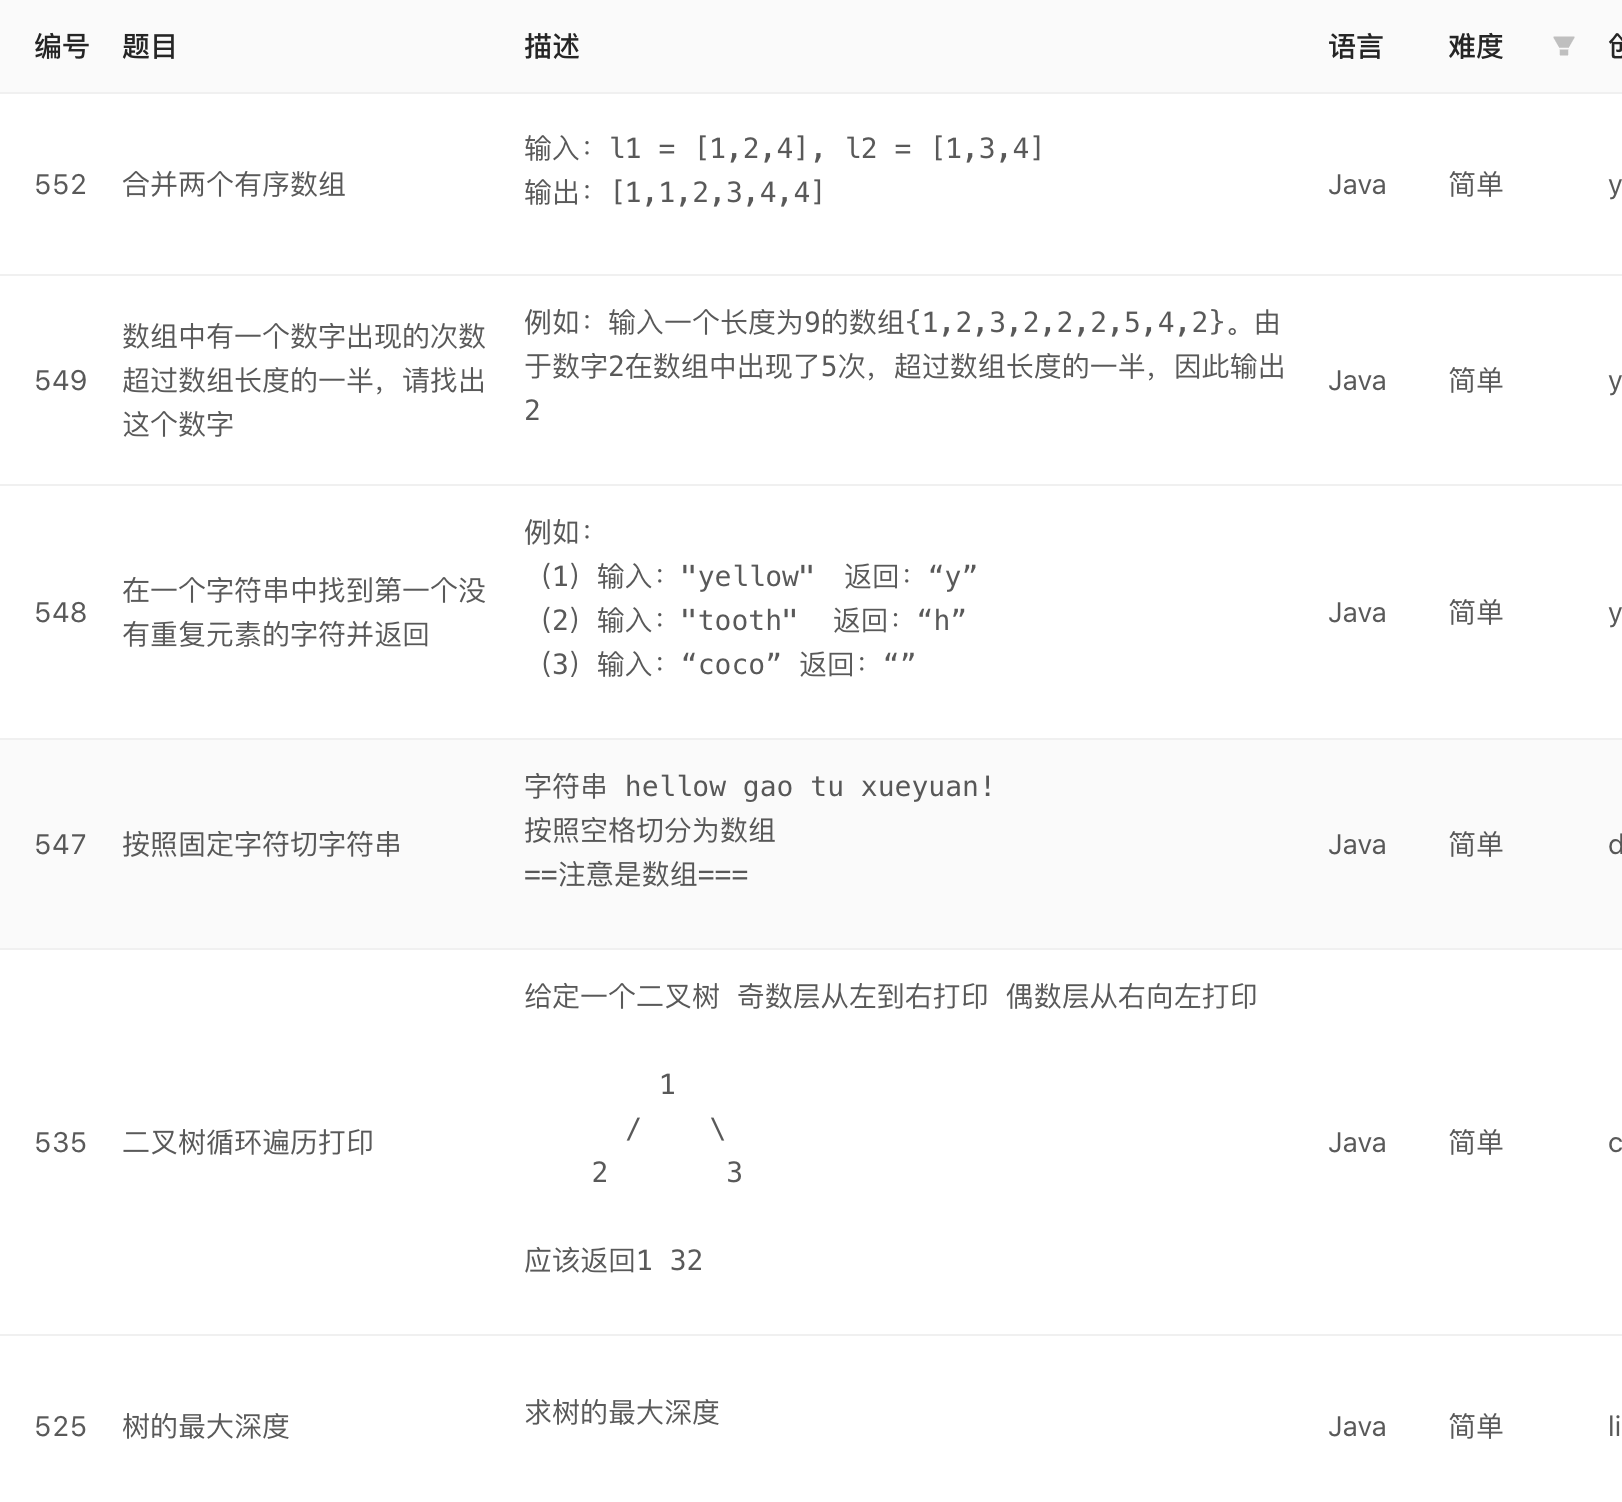 编号 题目 描述 语言 难度
552 合并两个有序数组 输入：l1 = [1,2,4], l2 = [1,3,4]
输出：[1,1,2,3,4,4] Java 简单 y
549 数组中有一个数字出现的次数
超过数组长度的一半，请找出
这个数字
例如：输入一个长度为9的数组{1,2,3,2,2,2,5,4,2}。由
于数字2在数组中出现了5次，超过数组长度的一半，因此输出
2
Java 简单 y
548 在一个字符串中找到第一个没
有重复元素的字符并返回
例如：
（1）输入："yellow" 返回：“y”
（2）输入："tooth" 返回：“h”
（3）输入：“coco” 返回：“”
Java 简单 y
547 按照固定字符切字符串
字符串 hellow gao tu xueyuan!
按照空格切分为数组
==注意是数组===
Java 简单 d
535 二叉树循环遍历打印
给定一个二叉树 奇数层从左到右打印 偶数层从右向左打印
1
/ \
2 3
应该返回1 32
Java 简单 c
525 树的最大深度 求树的最大深度 Java 简单 li